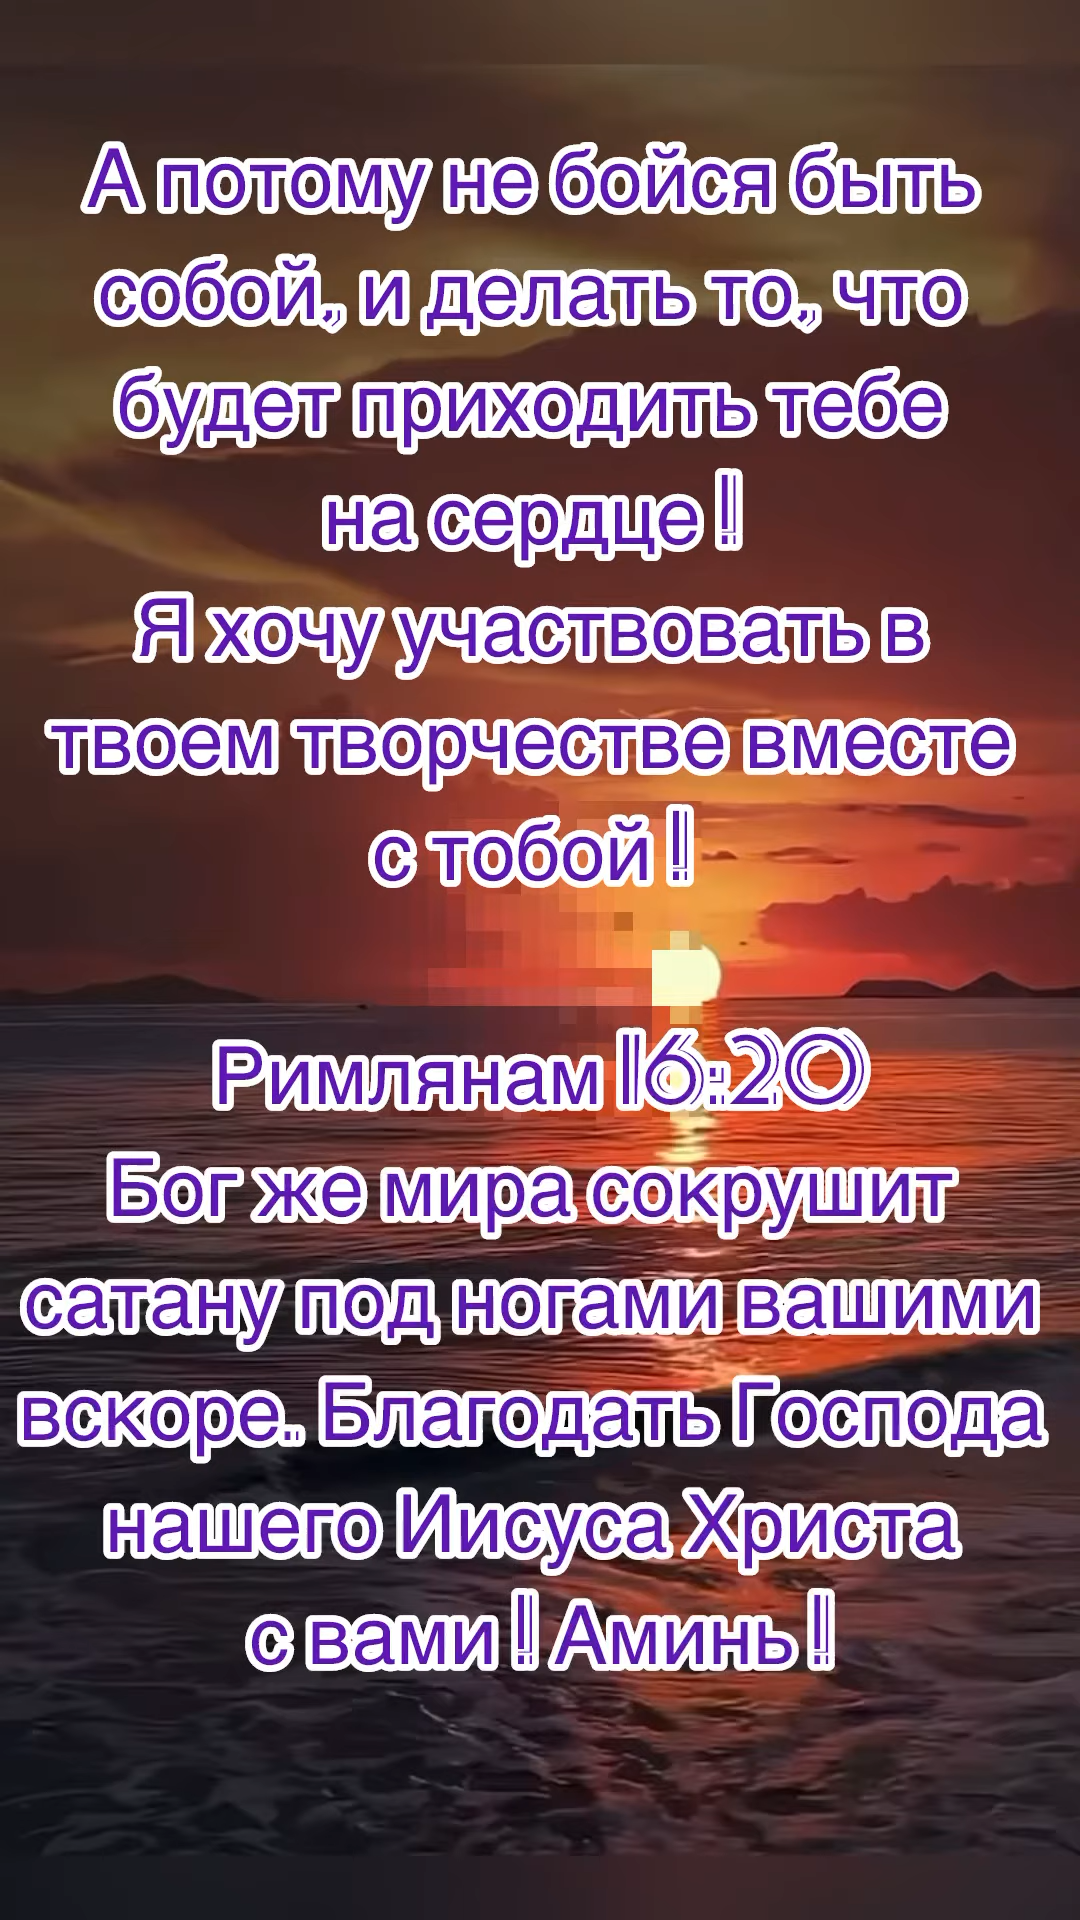 А потому не бойся быть
собой, и делать то, что
будет приходить тебе
на сердце!
Я хочу участвовать в
твоем творчестве вместе
с тобой!
Римлянам 16:20
Бог же мира сокрушит
сатану под ногами вашими
вскоре. Благодать Господа
нашего Иисуса Христа
с вами! Аминь!